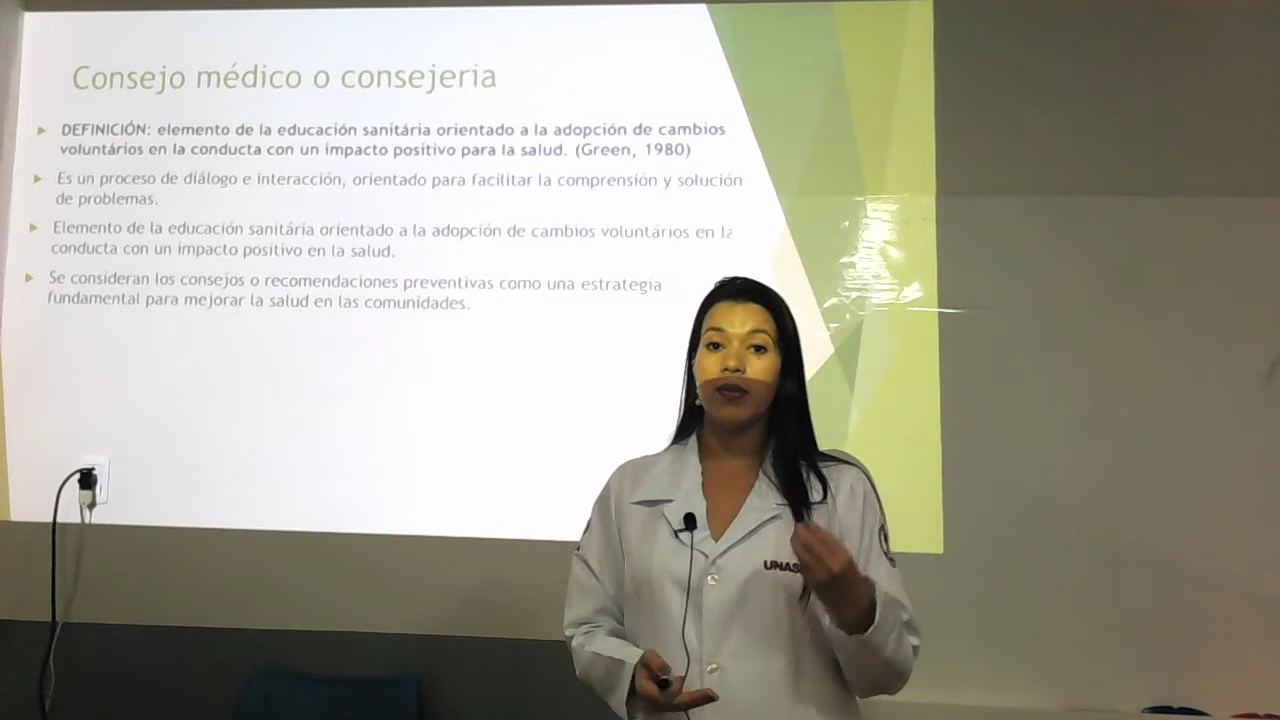 Consejo médico o consejeria
DEFINICIÓN: elemento de la educación sanitária orientado a la adopción de cambios
voluntários en la conducta con un impacto positivo para la salud. (Green, 1980)
Es un proceso de diálogo e interacción, orientado para facilitar la comprensión y solución
de problemas.
Elemento de la educación sanitária orientado a la adopción de cambios voluntários en la
conducta con un impacto positivo en la salud.
Se consideran los consejos o recomendaciones preventivas como una estrategia
fundamental para mejorar la salud en las comunidades.
UNAS